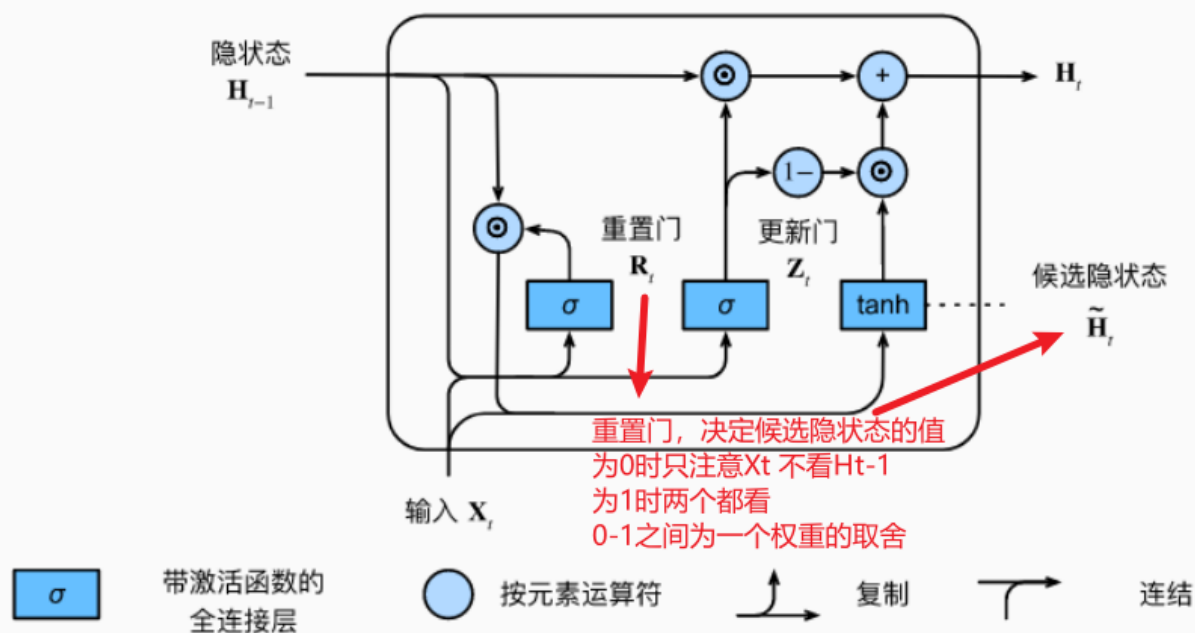 隐状态
H_{t-1}
⊙
+
H_t
1−
⊙
⊙
重置门
R_t
更新门
Z_t
候选隐状态
H̃_t
σ
σ
tanh
重置门，决定候选隐状态的值
为0时只注意Xt 不看Ht-1
为1时两个都看
0-1之间为一个权重的取舍
输入 X_t
σ
带激活函数的
全连接层
按元素运算符
复制
连结